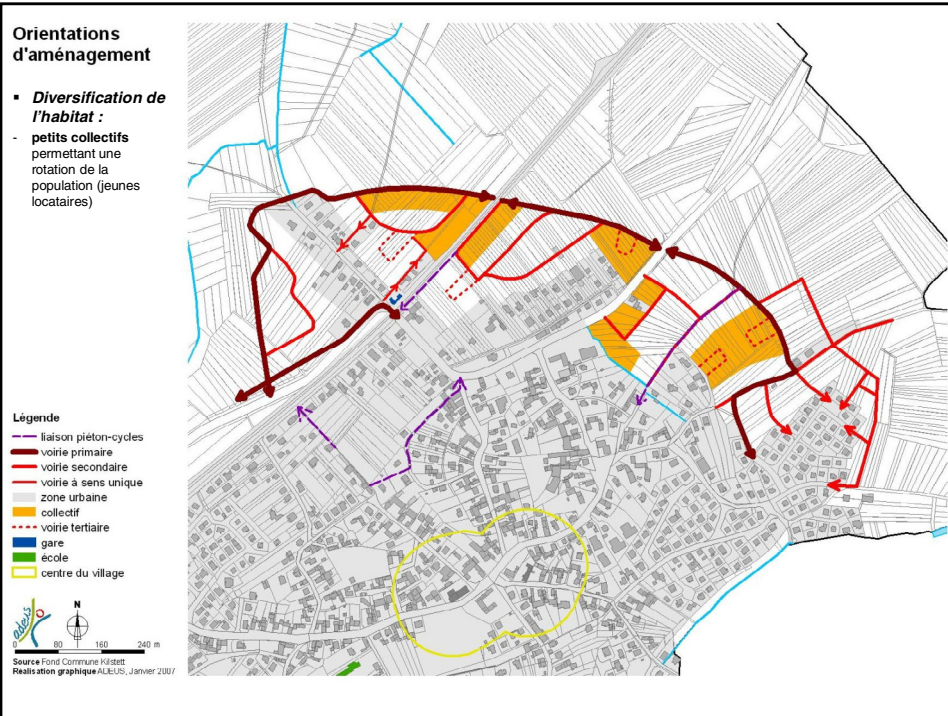 Orientations
d'aménagement
▪ Diversification de
l'habitat :
- petits collectifs
permettant une
rotation de la
population (jeunes
locataires)
Légende
liaison piéton-cycles
voirie primaire
voirie secondaire
voirie à sens unique
zone urbaine
collectif
voirie tertiaire
gare
école
centre du village
adeus
N
0 80 160 240 m
Source Fond Commune Kilstett
Réalisation graphique ADEUS, Janvier 2007